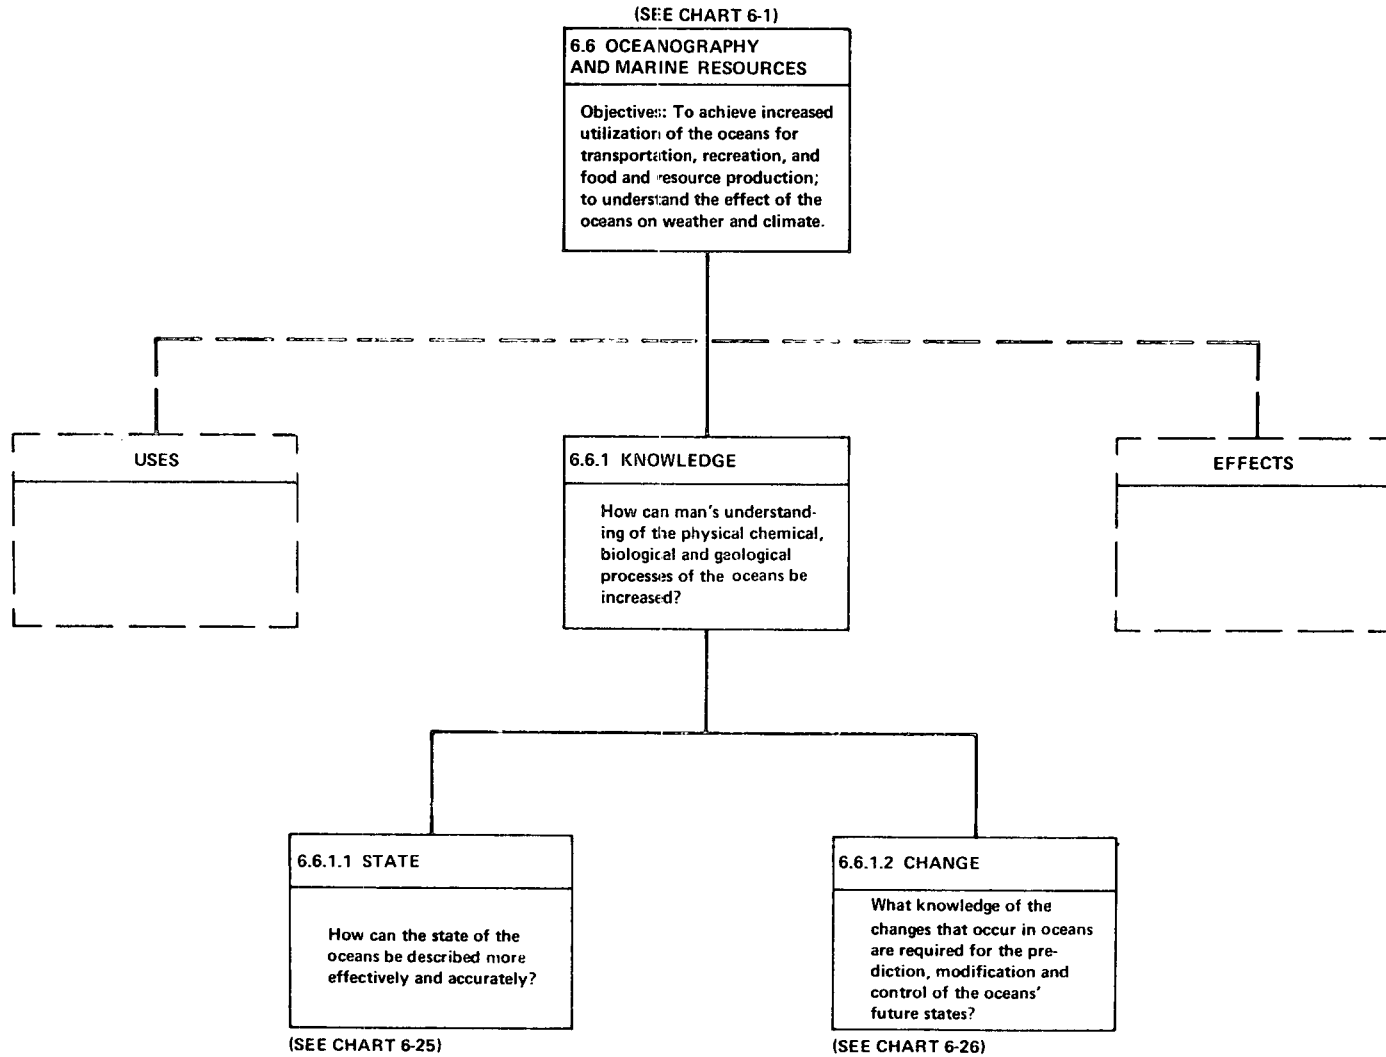 (SEE CHART 6-1)
6.6 OCEANOGRAPHY
AND MARINE RESOURCES
Objectives: To achieve increased
utilization of the oceans for
transportation, recreation, and
food and resource production;
to understand the effect of the
oceans on weather and climate.
USES
6.6.1 KNOWLEDGE
How can man's understand-
ing of the physical chemical,
biological and geological
processes of the oceans be
increased?
EFFECTS
6.6.1.1 STATE
How can the state of the
oceans be described more
effectively and accurately?
(SEE CHART 6-25)
6.6.1.2 CHANGE
What knowledge of the
changes that occur in oceans
are required for the pre-
diction, modification and
control of the oceans'
future states?
(SEE CHART 6-26)